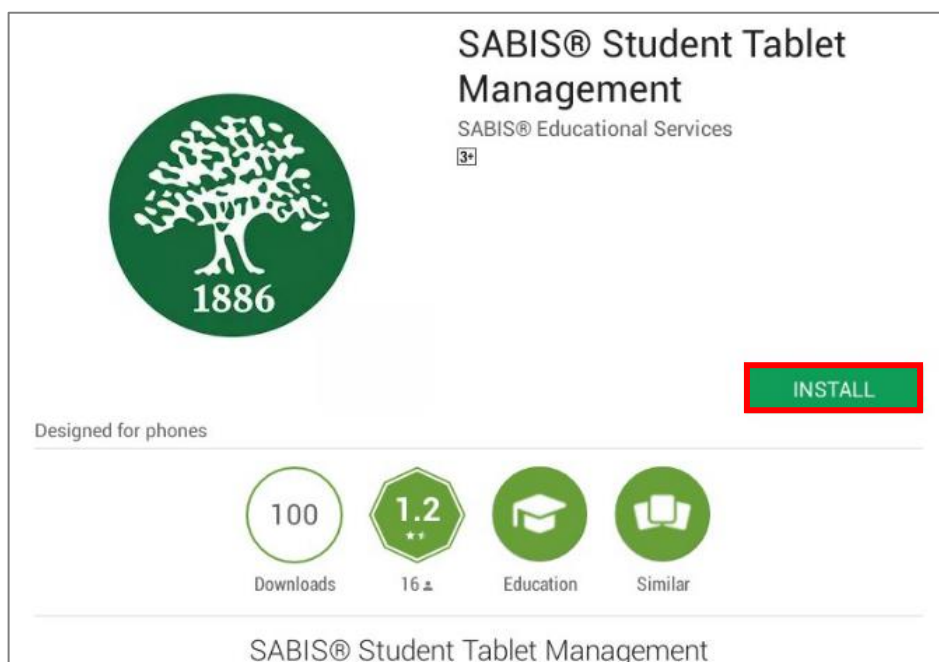 SABIS® Student Tablet
Management
SABIS® Educational Services
3+
1886
INSTALL
Designed for phones
100
1.2
Downloads
16
Education
Similar
SABIS® Student Tablet Management